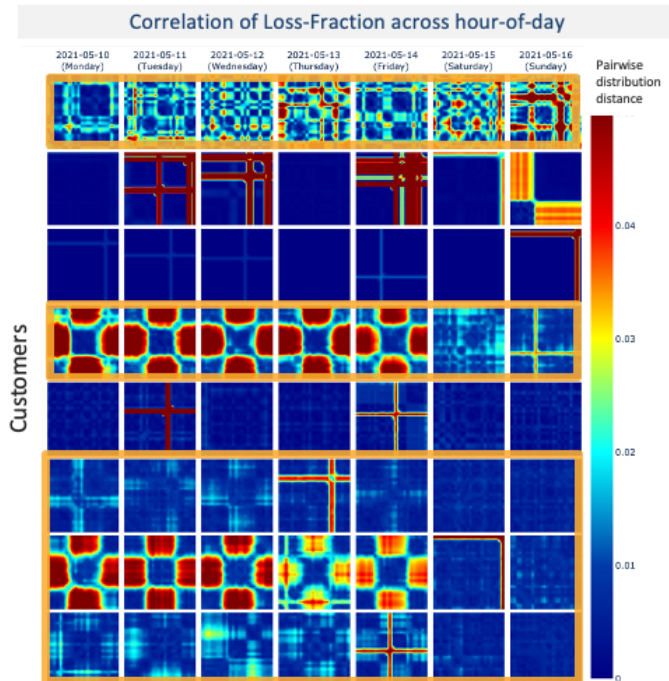 Correlation of Loss-Fraction across hour-of-day
2021-05-10 2021-05-11 2021-05-12 2021-05-13 2021-05-14 2021-05-15 2021-05-16
(Monday) (Tuesday) (Wednesday) (Thursday) (Friday) (Saturday) (Sunday)
Pairwise
distribution
distance
0.04
0.03
0.02
0.01
0
Customers